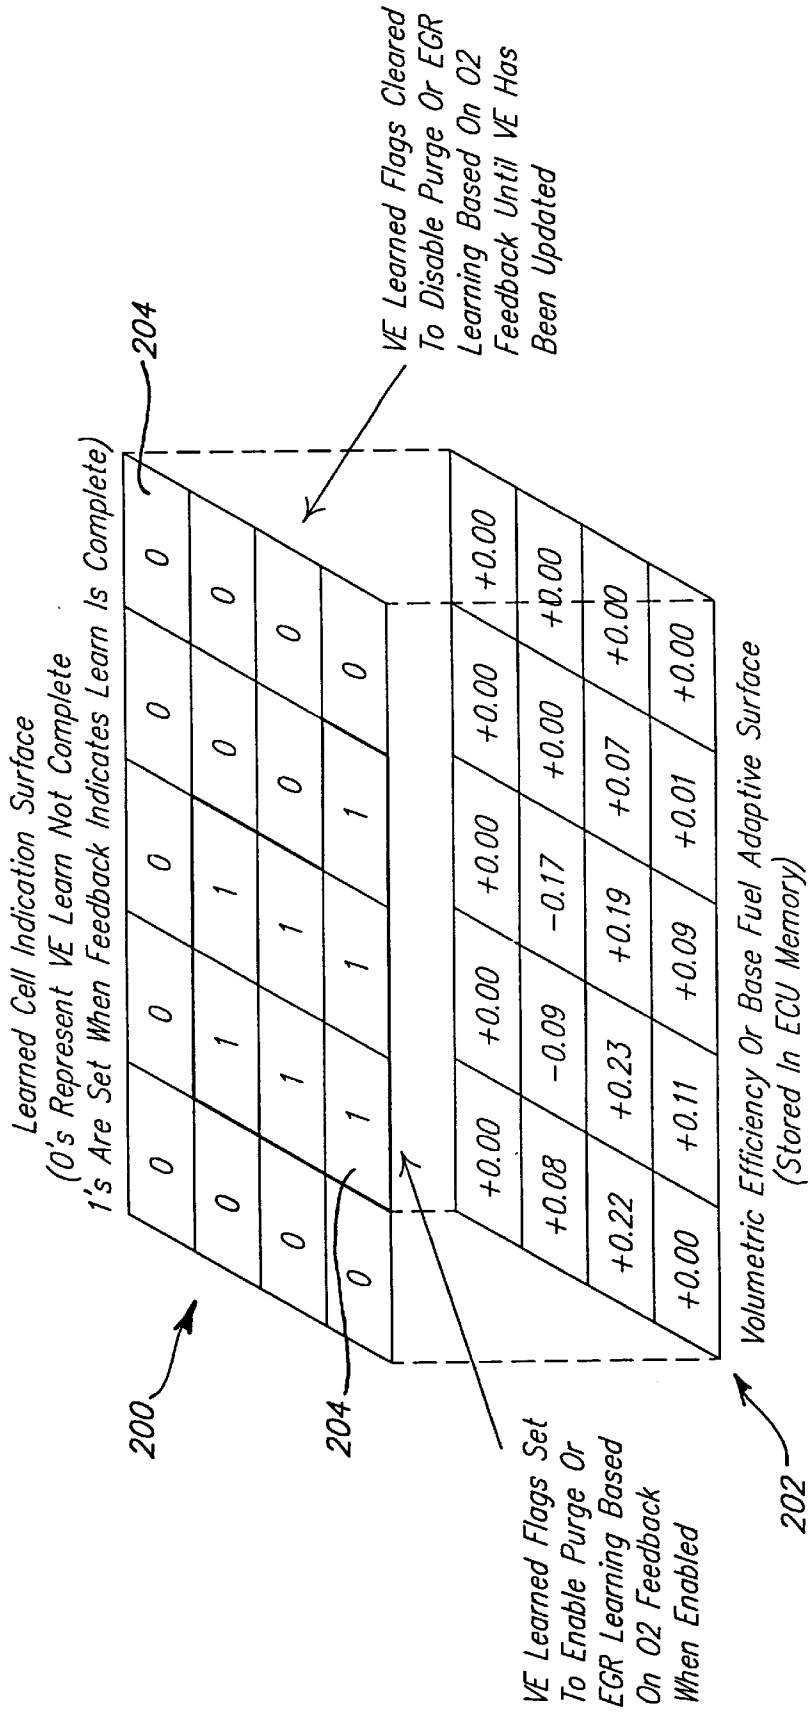 Learned Cell Indication Surface
(0's Represent VE Learn Not Complete
1's Are Set When Feedback Indicates Learn Is Complete)
200
204
0 0 0 0 0
0 1 1 0 0
0 1 1 0 0
0 1 1 1 0
204
VE Learned Flags Cleared
To Disable Purge Or EGR
Learning Based On O2
Feedback Until VE Has
Been Updated
VE Learned Flags Set
To Enable Purge Or
EGR Learning Based
On O2 Feedback
When Enabled
+0.00 +0.00 +0.00 +0.00 +0.00
+0.08 -0.09 -0.17 +0.00 +0.00
+0.22 +0.23 +0.19 +0.07 +0.00
+0.00 +0.11 +0.09 +0.01 +0.00
202
Volumetric Efficiency Or Base Fuel Adaptive Surface
(Stored In ECU Memory)